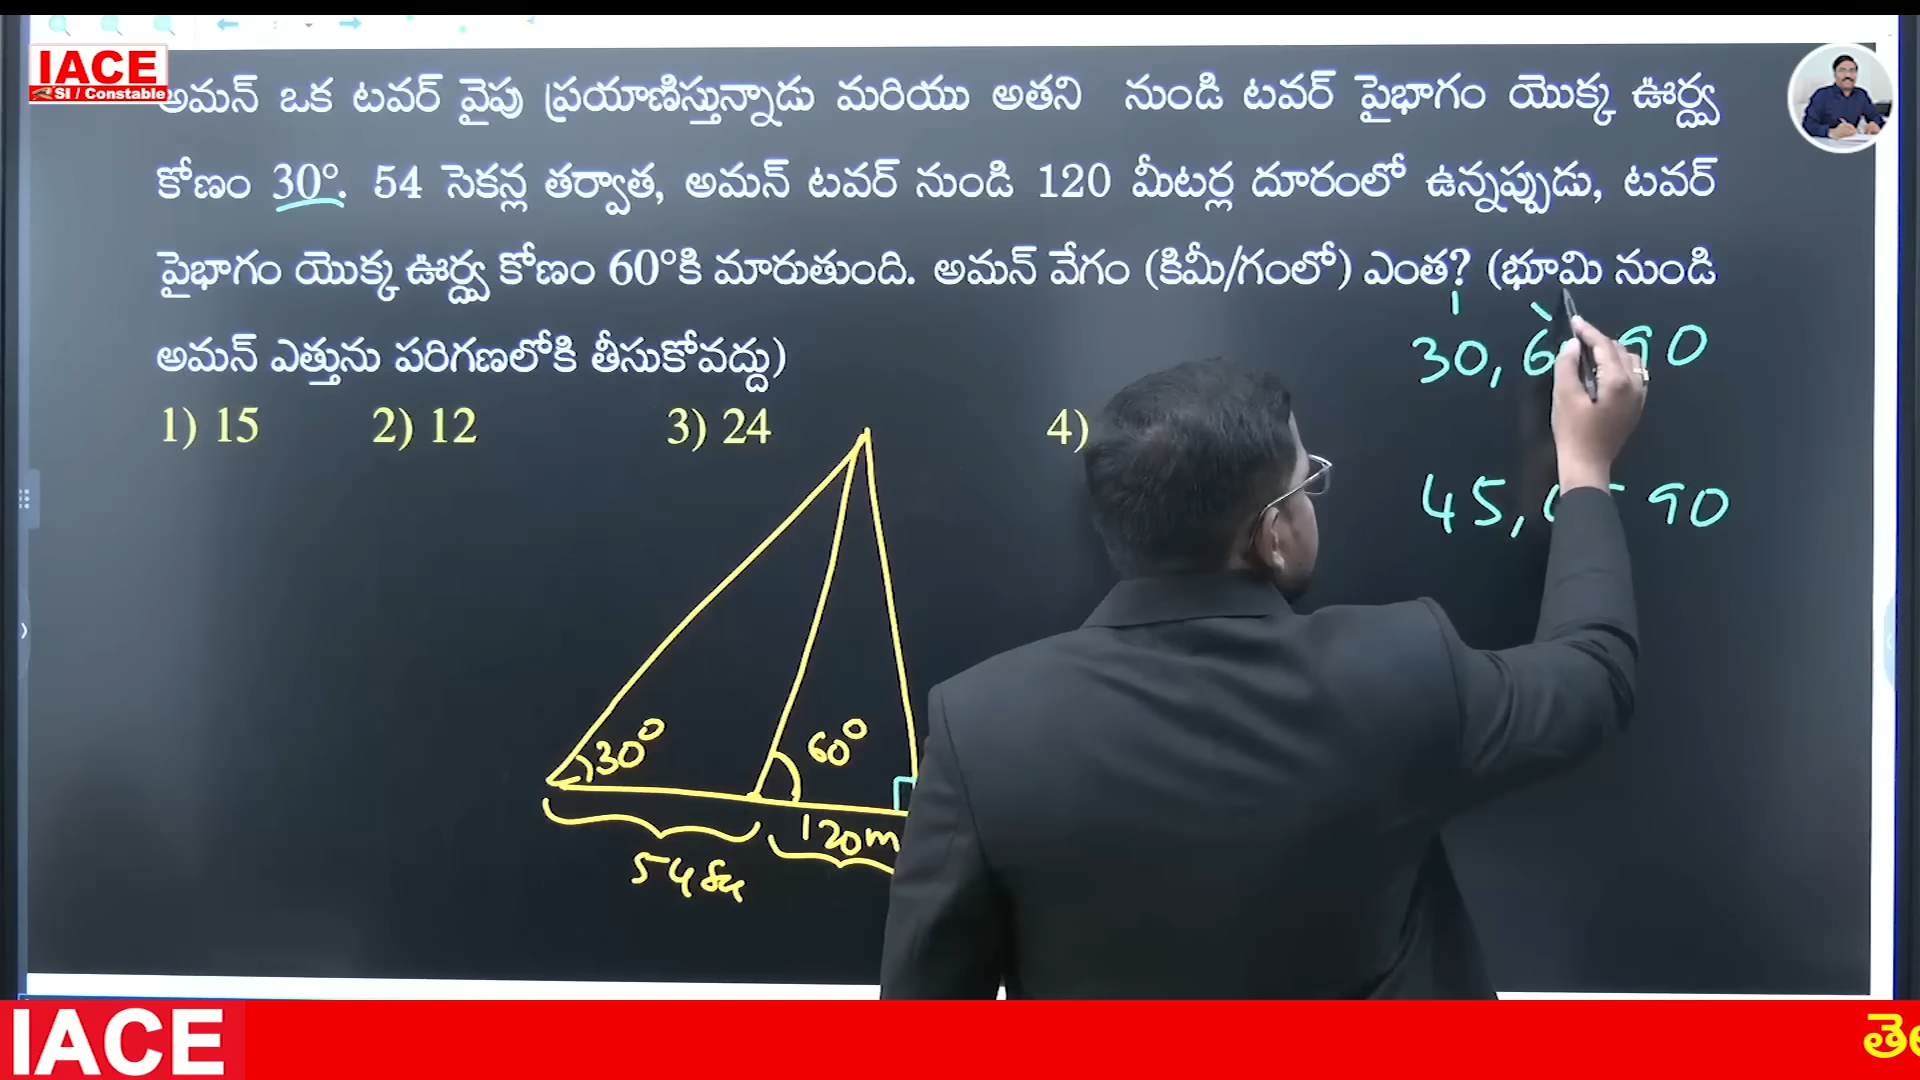 IACE
SI / Constable
అమన్ ఒక టవర్ వైపు ప్రయాణిస్తున్నాడు మరియు అతని నుండి టవర్ పైభాగం యొక్క ఊర్ధ్వ
కోణం 30°. 54 సెకన్ల తర్వాత, అమన్ టవర్ నుండి 120 మీటర్ల దూరంలో ఉన్నప్పుడు, టవర్
పైభాగం యొక్క ఊర్ధ్వ కోణం 60°కి మారుతుంది. అమన్ వేగం (కిమీ/గంలో) ఎంత? (భూమి నుండి
అమన్ ఎత్తును పరిగణలోకి తీసుకోవద్దు)
1) 15 2) 12 3) 24 4)
30, 6 90
45, 90
30° 60°
120m
54
IACE